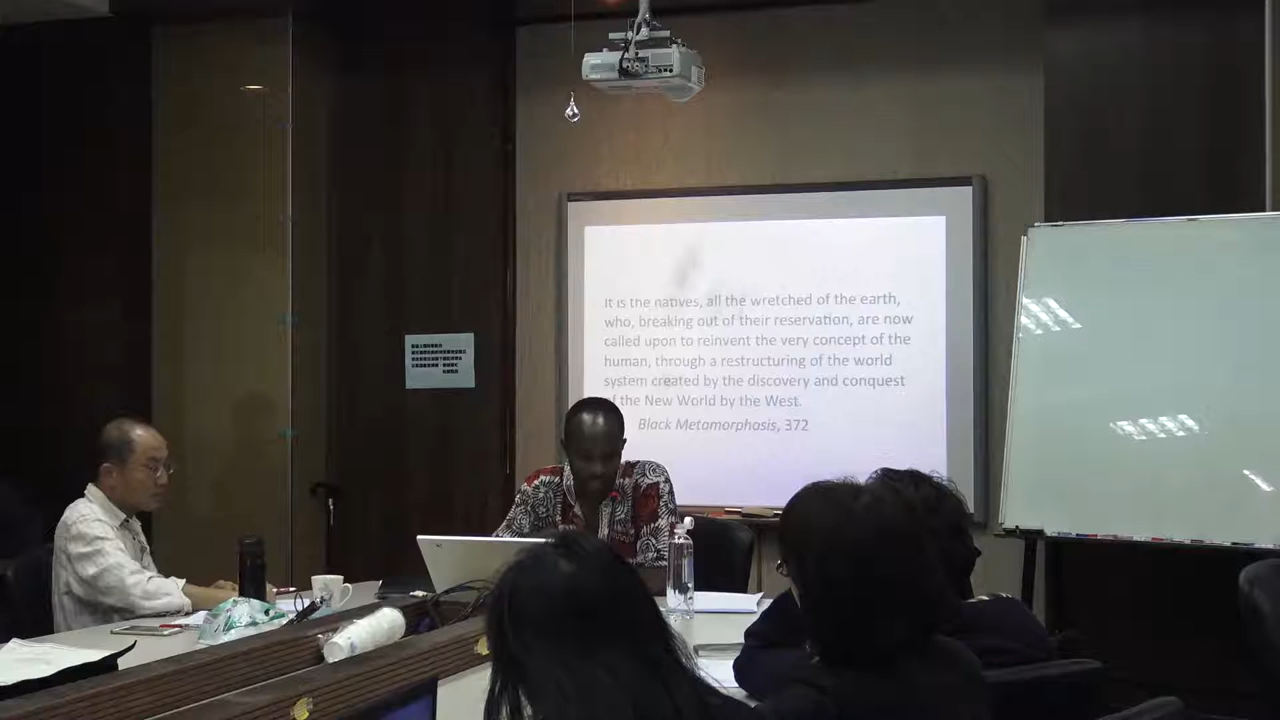 It is the natives, all the wretched of the earth,
who, breaking out of their reservation, are now
called upon to reinvent the very concept of the
human, through a restructuring of the world
system created by the discovery and conquest
of the New World by the West.
Black Metamorphosis, 372